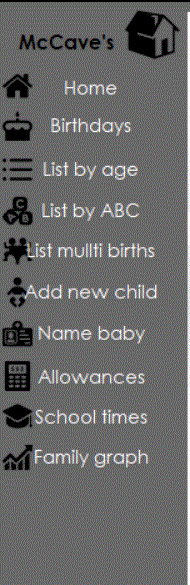 McCave's
Home
Birthdays
List by age
List by ABC
List mullti births
Add new child
Name baby
Allowances
School times
Family graph